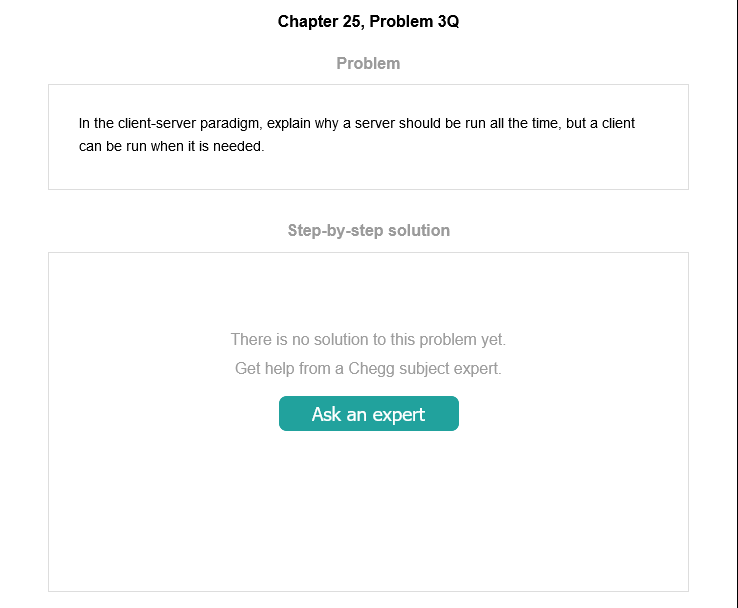 Chapter 25, Problem 3Q
Problem
In the client-server paradigm, explain why a server should be run all the time, but a client
can be run when it is needed.
Step-by-step solution
There is no solution to this problem yet.
Get help from a Chegg subject expert.
Ask an expert